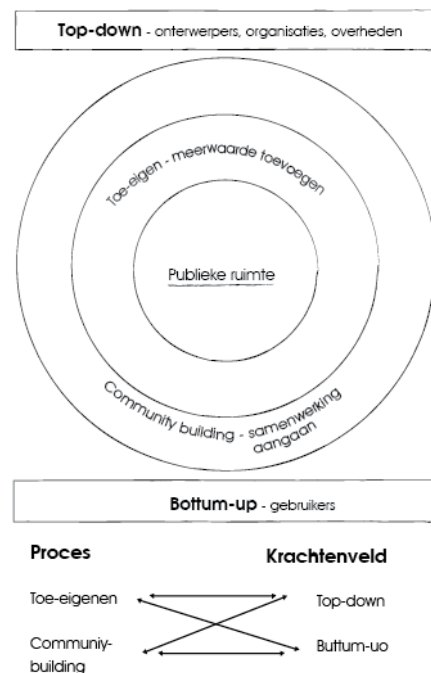 Top-down - onterwerpers, organisaties, overheden
Toe-eigen - meerwaarde toevoegen
Publieke ruimte
Community building - samenwerking
aangaan
Bottum-up - gebruikers
Proces
Krachtenveld
Toe-eigenen
Top-down
Communiy-
building
Buttum-uo